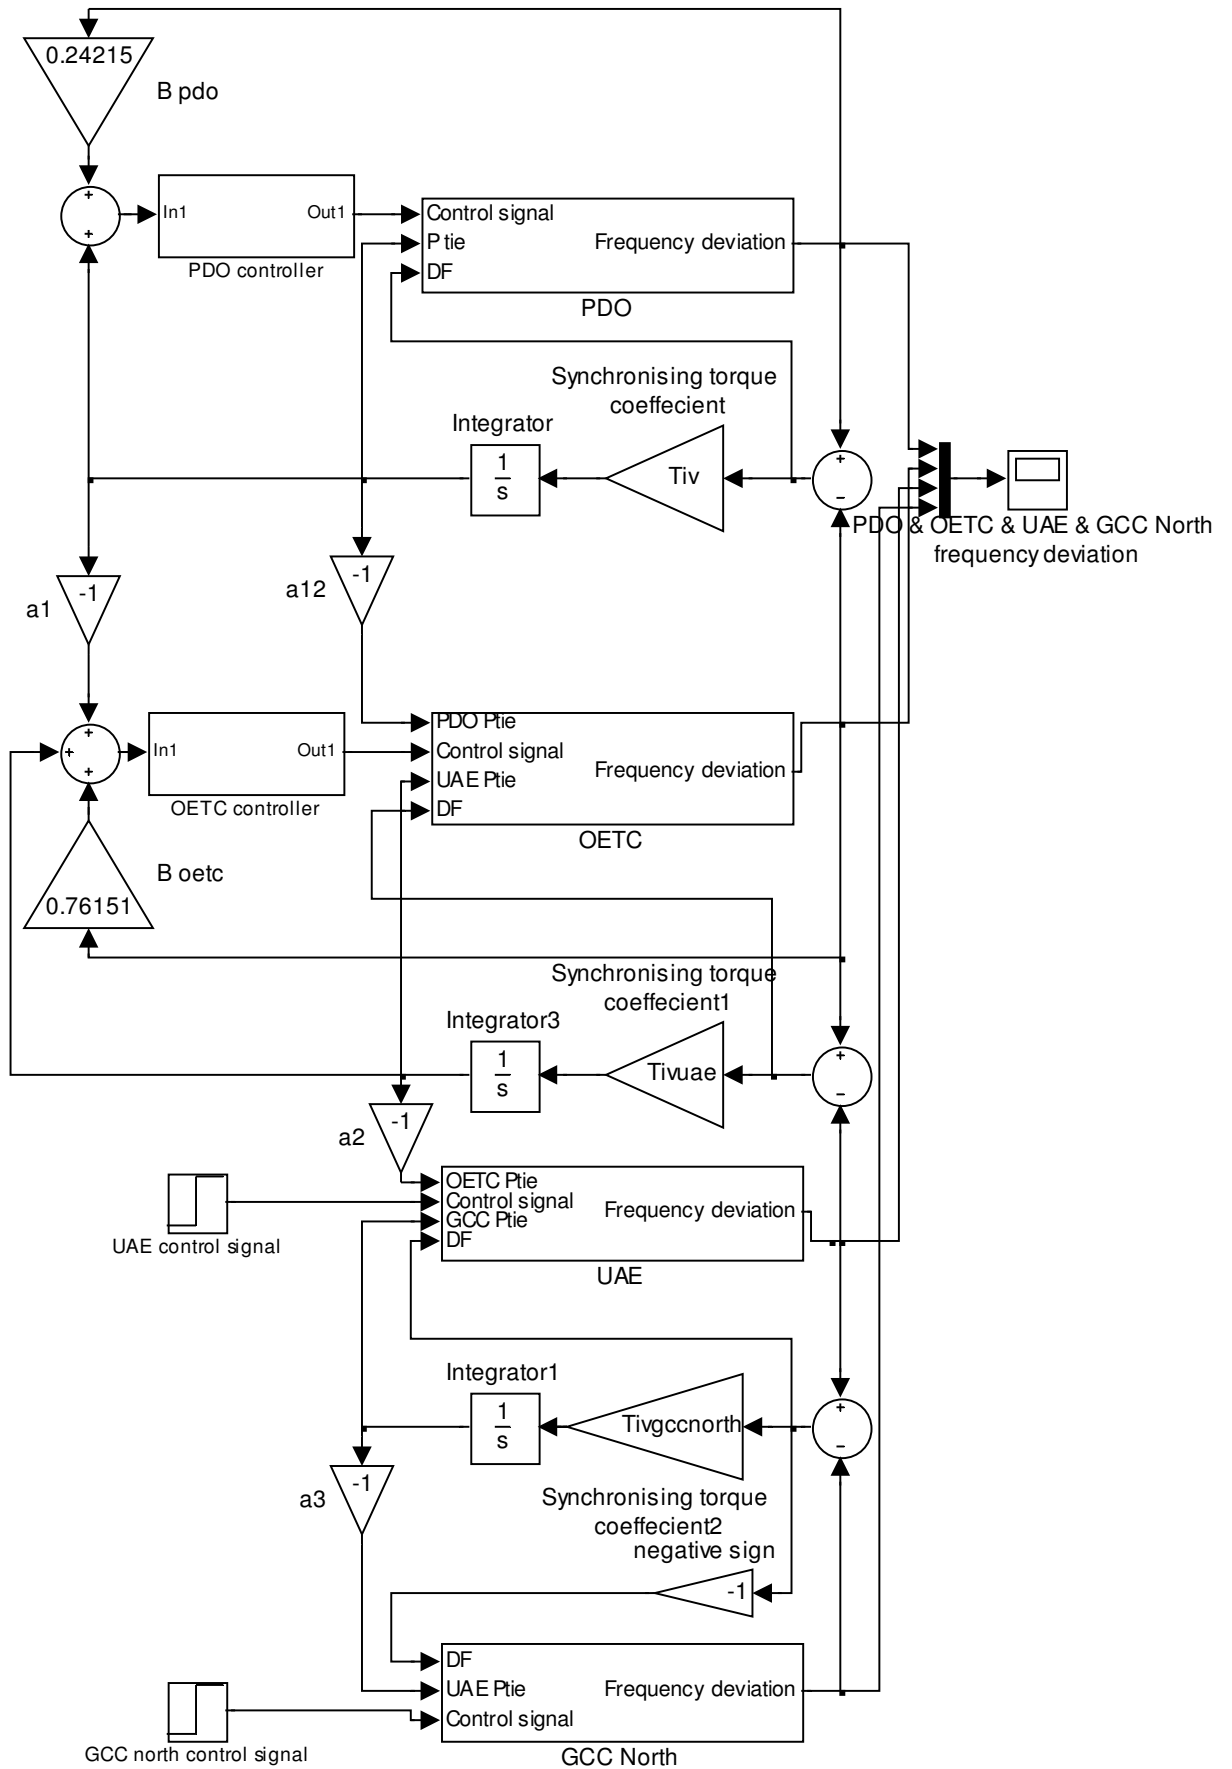 0.24215
B pdo
+
+
In1 Out1
PDO controller
Control signal
P tie
DF
Frequency deviation
PDO
Synchronising torque
coeffecient
Integrator
1
s
Tiv
+
−
PDO & OETC & UAE & GCC North
frequency deviation
-1
a12
-1
a1
+
+
+
In1 Out1
OETC controller
PDO Ptie
Control signal
UAE Ptie
DF
Frequency deviation
OETC
B oetc
0.76151
Synchronising torque
coeffecient1
Integrator3
1
s
Tivuae
+
−
-1
a2
OETC Ptie
Control signal
GCC Ptie
DF
Frequency deviation
UAE
UAE control signal
Integrator1
1
s
Tivgccnorth
+
−
-1
a3
Synchronising torque
coeffecient2
negative sign
-1
DF
UAE Ptie
Control signal
Frequency deviation
GCC North
GCC north control signal